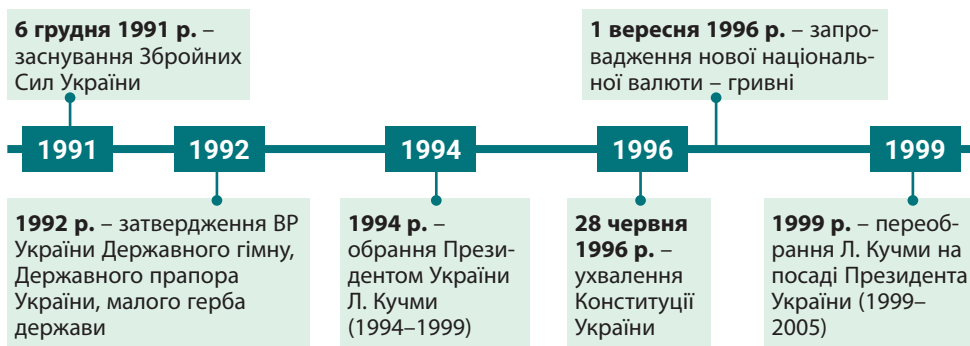 6 грудня 1991 р. –
заснування Збройних
Сил України
1 вересня 1996 р. – запро-
вадження нової національ-
ної валюти – гривні
1991
1992
1994
1996
1999
1992 р. – затвердження ВР
України Державного гімну,
Державного прапора
України, малого герба
держави
1994 р. –
обрання Прези-
дентом України
Л. Кучми
(1994–1999)
28 червня
1996 р. –
ухвалення
Конституції
України
1999 р. – переоб-
рання Л. Кучми на
посаді Президента
України (1999–
2005)